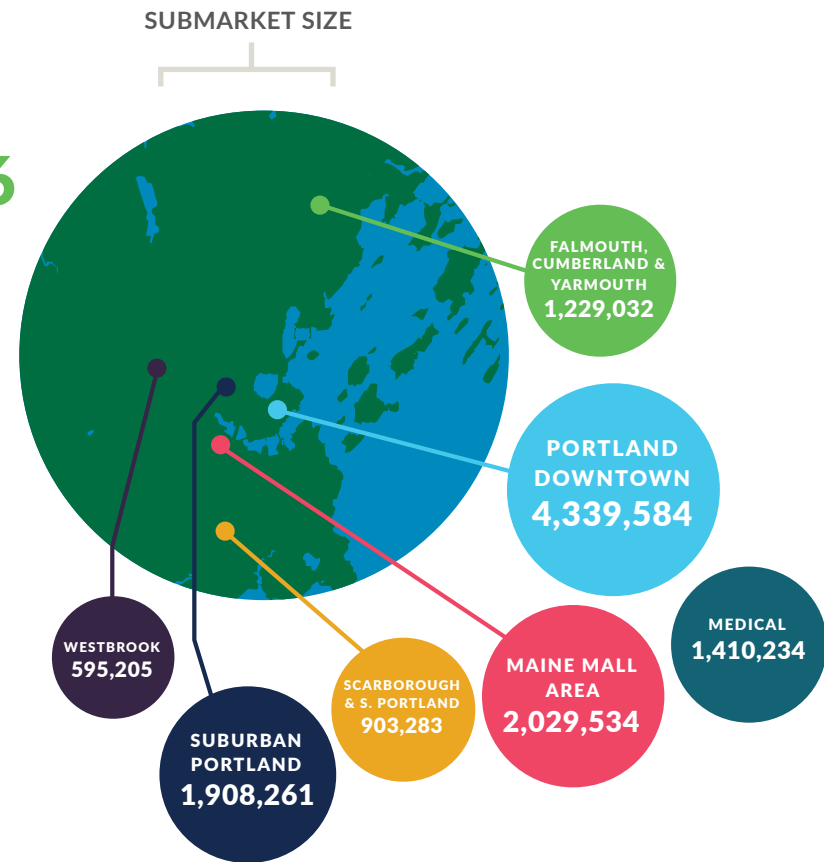 SUBMARKET SIZE
FALMOUTH,
CUMBERLAND &
YARMOUTH
1,229,032
PORTLAND
DOWNTOWN
4,339,584
MEDICAL
1,410,234
WESTBROOK
595,205
SCARBOROUGH
& S. PORTLAND
903,283
MAINE MALL
AREA
2,029,534
SUBURBAN
PORTLAND
1,908,261